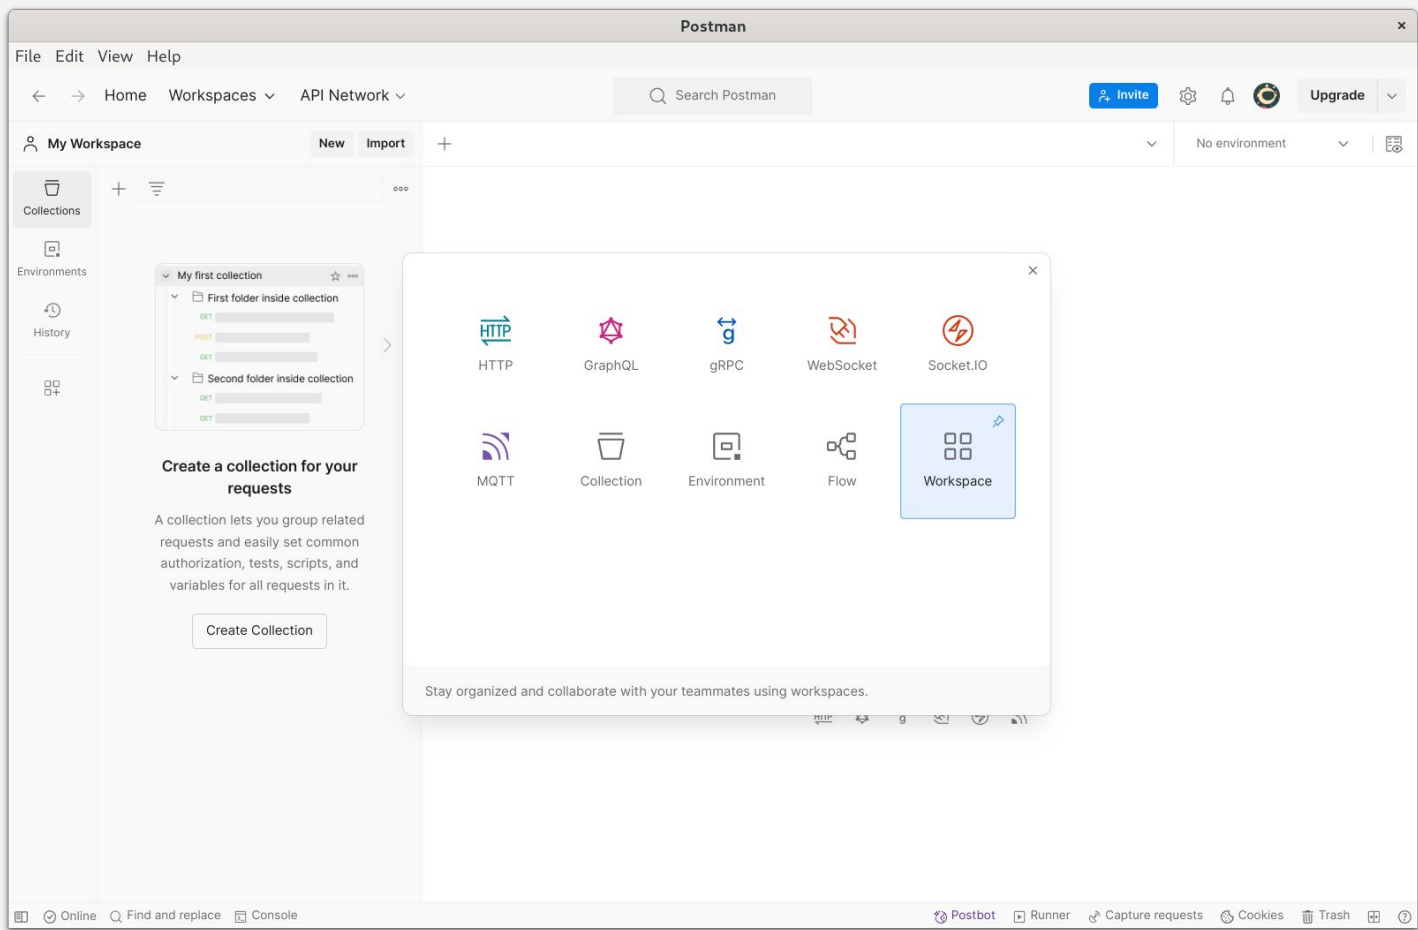 Postman
File Edit View Help
Home Workspaces API Network
Search Postman
Invite
Upgrade
My Workspace
New Import
No environment
Collections
Environments
History
My first collection
First folder inside collection
GET
POST
GET
Second folder inside collection
GET
GET
Create a collection for your
requests
A collection lets you group related
requests and easily set common
authorization, tests, scripts, and
variables for all requests in it.
Create Collection
HTTP
HTTP
GraphQL
g
gRPC
WebSocket
Socket.IO
MQTT
Collection
Environment
Flow
Workspace
Stay organized and collaborate with your teammates using workspaces.
HTTP g
Online Find and replace Console
Postbot Runner Capture requests Cookies Trash